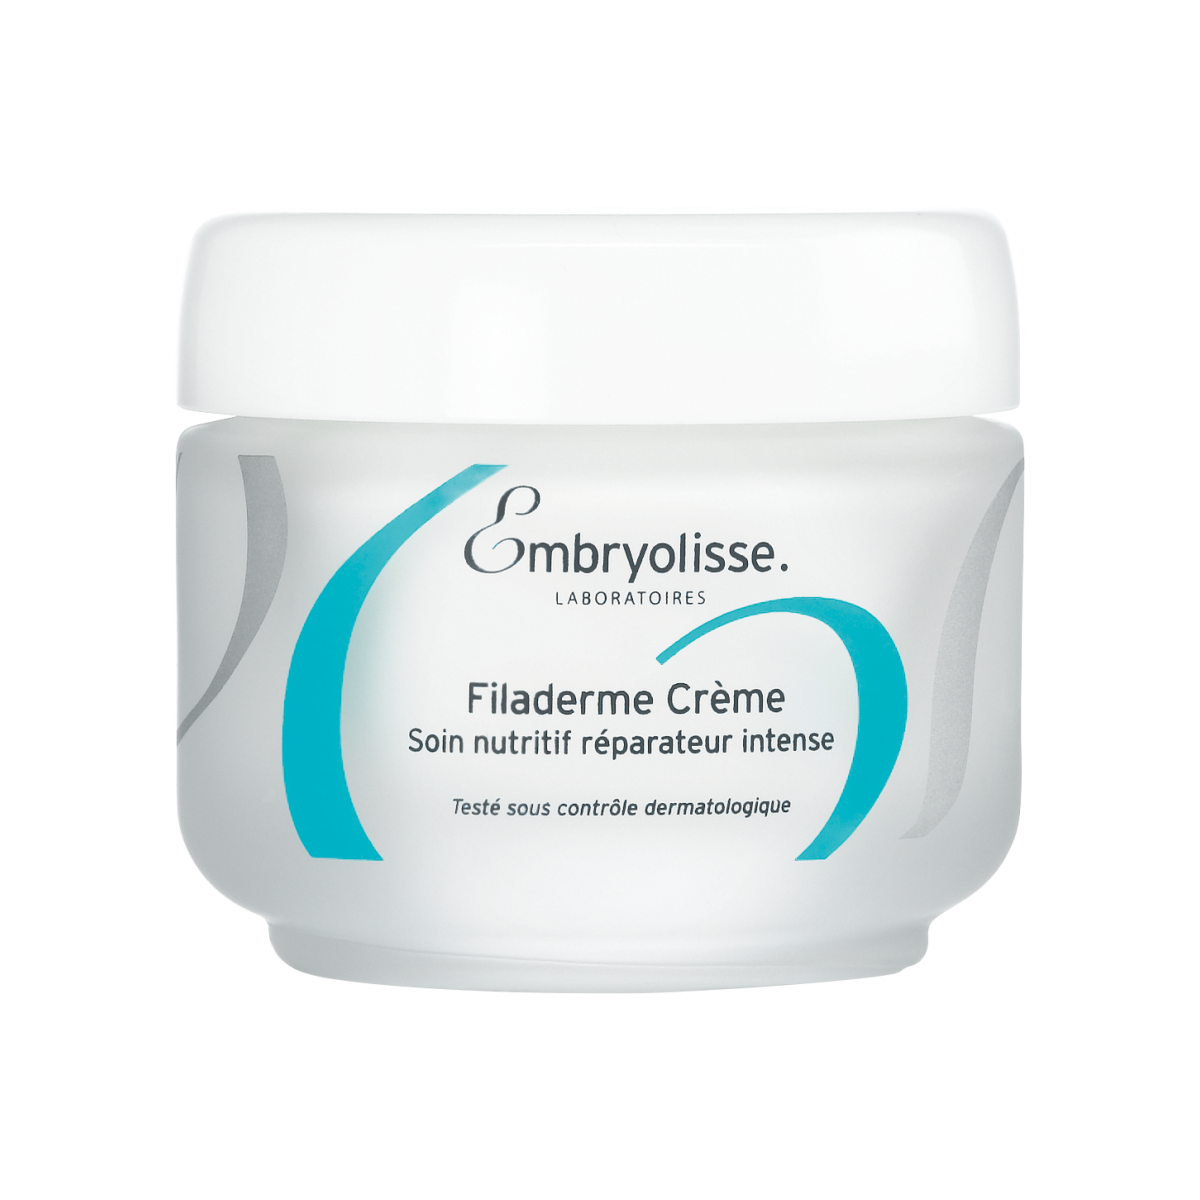 Embryolisse.
LABORATOIRES
Filaderme Crème
Soin nutritif réparateur intense
Testé sous contrôle dermatologique